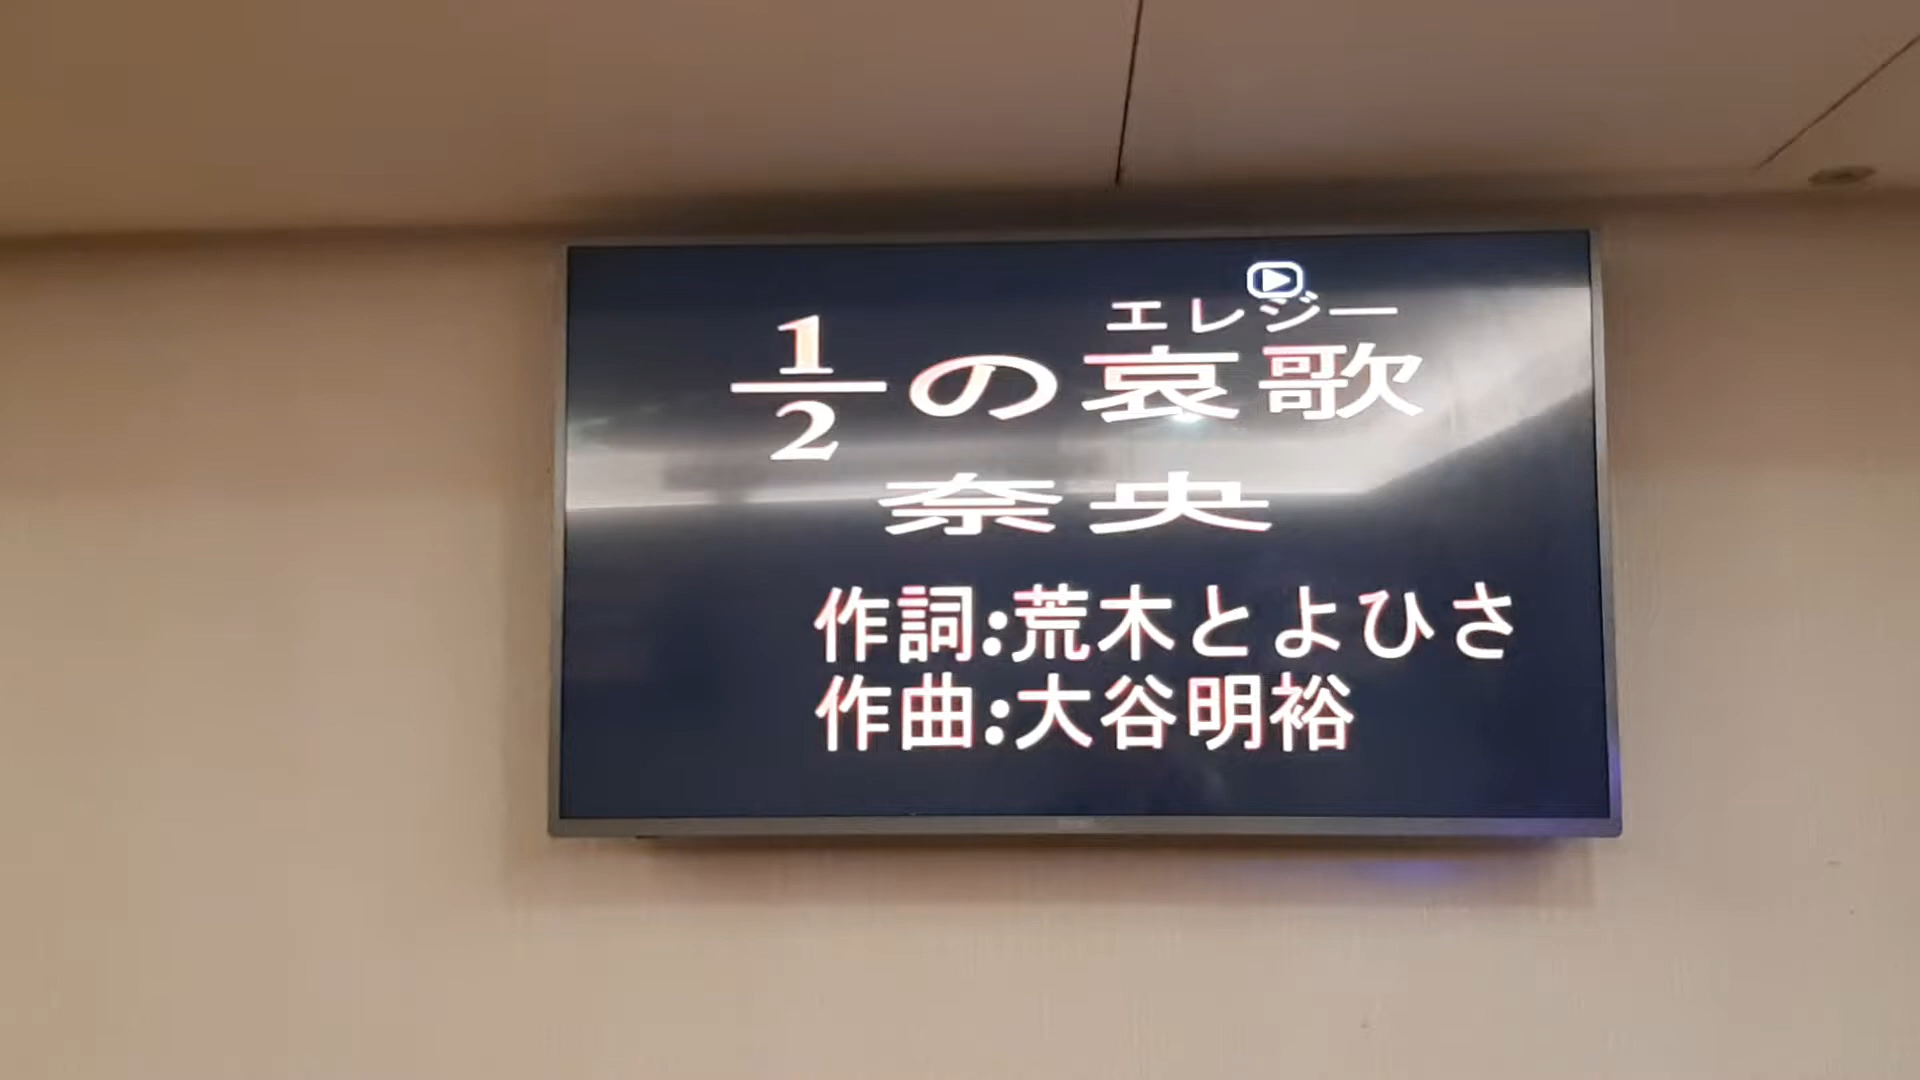 エレジー
1/2の哀歌
奈央
作詞:荒木とよひさ
作曲:大谷明裕